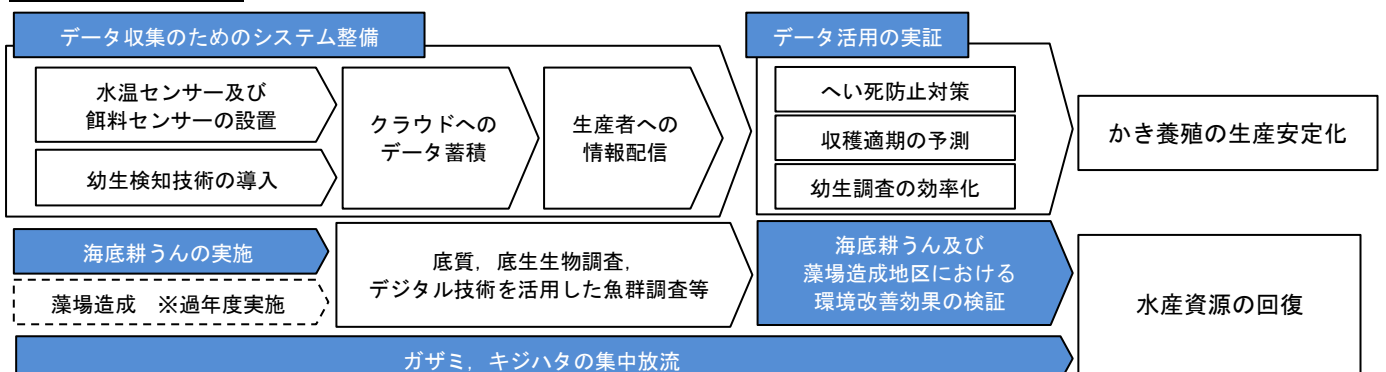 データ収集のためのシステム整備
水温センサー及び
餌料センサーの設置
幼生検知技術の導入
クラウドへの
データ蓄積
生産者への
情報配信
データ活用の実証
へい死防止対策
収穫適期の予測
幼生調査の効率化
かき養殖の生産安定化
海底耕うんの実施
藻場造成　※過年度実施
底質，底生生物調査，
デジタル技術を活用した魚群調査等
海底耕うん及び
藻場造成地区における
環境改善効果の検証
水産資源の回復
ガザミ，キジハタの集中放流